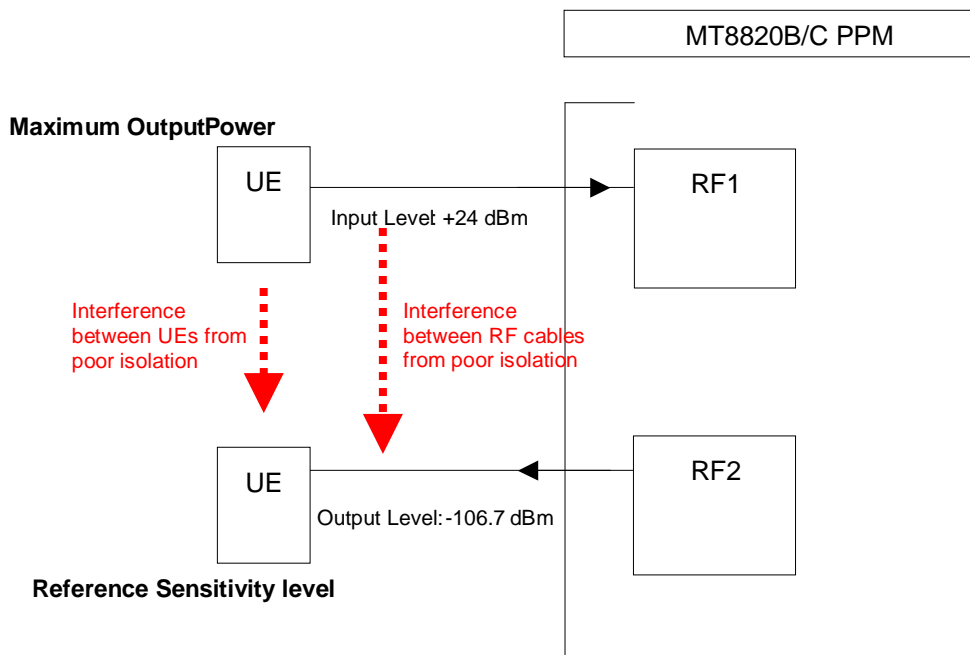 MT8820B/C PPM
Maximum OutputPower
UE
RF1
Input Level: +24 dBm
Interference
between UEs from
poor isolation
Interference
between RF cables
from poor isolation
UE
RF2
Output Level:-106.7 dBm
Reference Sensitivity level